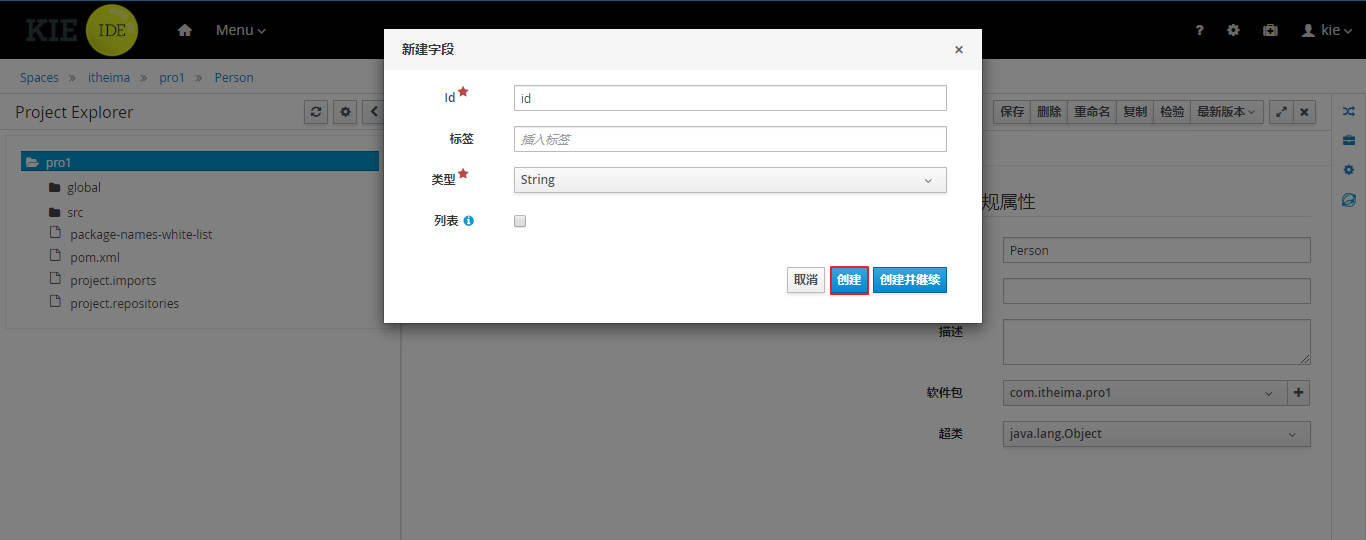 KIE IDE Menu ? kie
Spaces » itheima » pro1 » Person
新建字段 ×
Project Explorer
保存 删除 重命名 复制 检验 最新版本
Id id
标签 插入标签
类型 String
列表
取消 创建 创建并继续
pro1
global
src
package-names-white-list
pom.xml
project.imports
project.repositories
规属性
Person
描述
软件包 com.itheima.pro1
超类 java.lang.Object